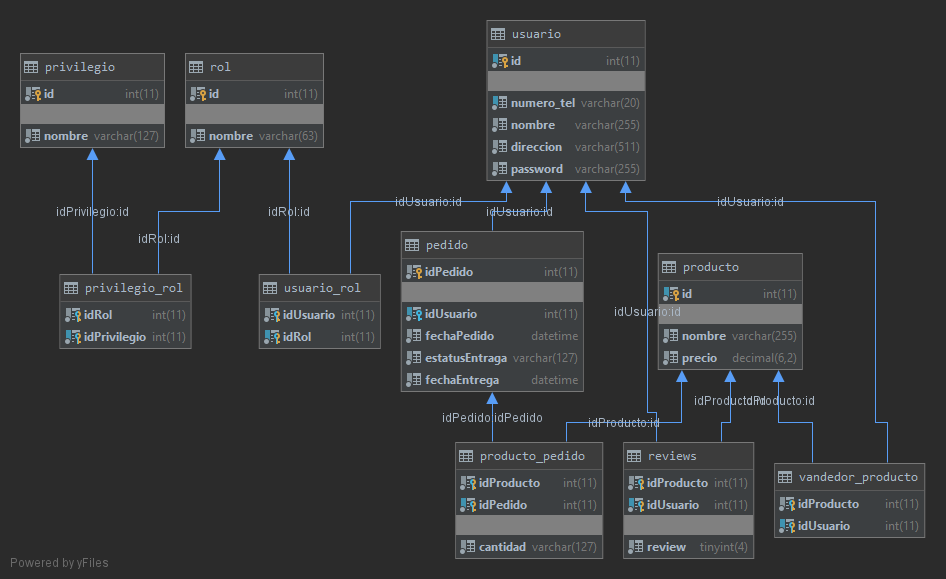 privilegio
id int(11)
nombre varchar(127)
rol
id int(11)
nombre varchar(63)
usuario
id int(11)
numero_tel varchar(20)
nombre varchar(255)
direccion varchar(511)
password varchar(255)
idPrivilegio:id
idRol:id
idRol:id
idUsuario:id
idUsuario:id
idUsuario:id
privilegio_rol
idRol int(11)
idPrivilegio int(11)
usuario_rol
idUsuario int(11)
idRol int(11)
pedido
idPedido int(11)
idUsuario int(11)
fechaPedido datetime
estatusEntraga varchar(127)
fechaEntrega datetime
producto
id int(11)
nombre varchar(255)
precio decimal(6,2)
idUsuario:id
idPedido:idPedido
idProducto:id
idProducto:id
idProducto:id
producto_pedido
idProducto int(11)
idPedido int(11)
cantidad varchar(127)
reviews
idProducto int(11)
idUsuario int(11)
review tinyint(4)
vandedor_producto
idProducto int(11)
idUsuario int(11)
Powered by yFiles